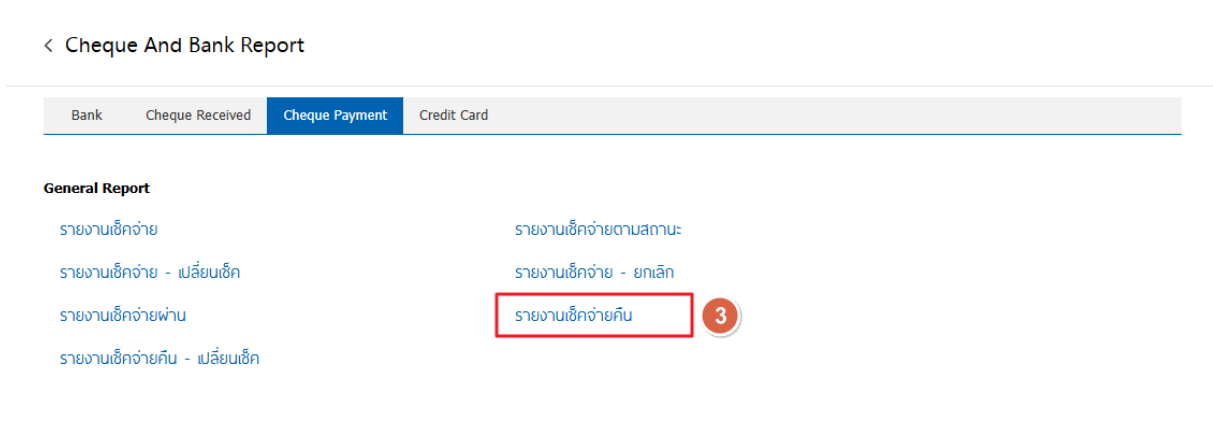 < Cheque And Bank Report
Bank Cheque Received Cheque Payment Credit Card
General Report
รายงานเช็คจ่าย รายงานเช็คจ่ายตามสถานะ
รายงานเช็คจ่าย - เปลี่ยนเช็ค รายงานเช็คจ่าย - ยกเลิก
รายงานเช็คจ่ายผ่าน รายงานเช็คจ่ายคืน 3
รายงานเช็คจ่ายคืน - เปลี่ยนเช็ค